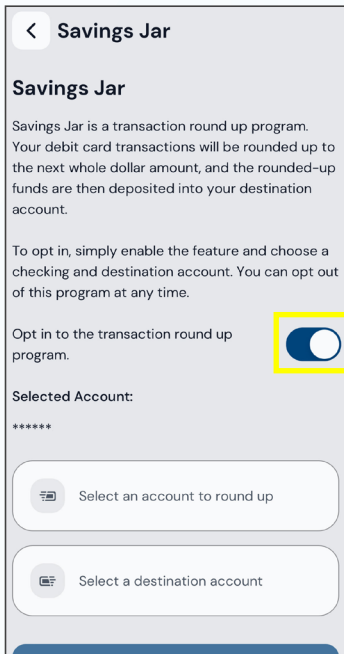 Savings Jar
Savings Jar
Savings Jar is a transaction round up program.
Your debit card transactions will be rounded up to
the next whole dollar amount, and the rounded-up
funds are then deposited into your destination
account.
To opt in, simply enable the feature and choose a
checking and destination account. You can opt out
of this program at any time.
Opt in to the transaction round up
program.
Selected Account:
******
Select an account to round up
Select a destination account